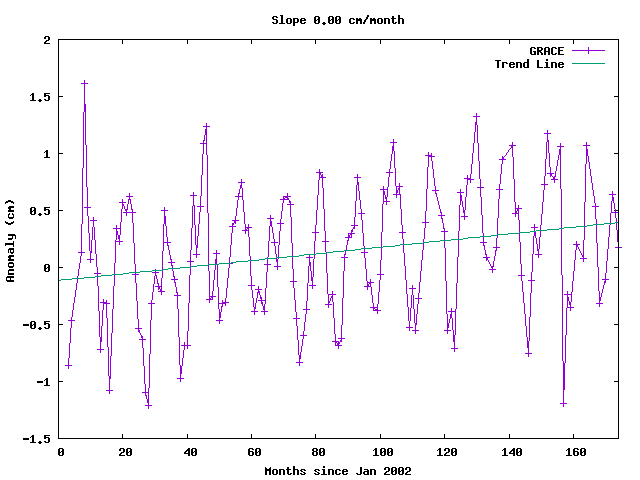 Slope 0.00 cm/month
2
GRACE
Trend Line
1.5
1
0.5
0
-0.5
-1
-1.5
Anomaly (cm)
0 20 40 60 80 100 120 140 160
Months since Jan 2002